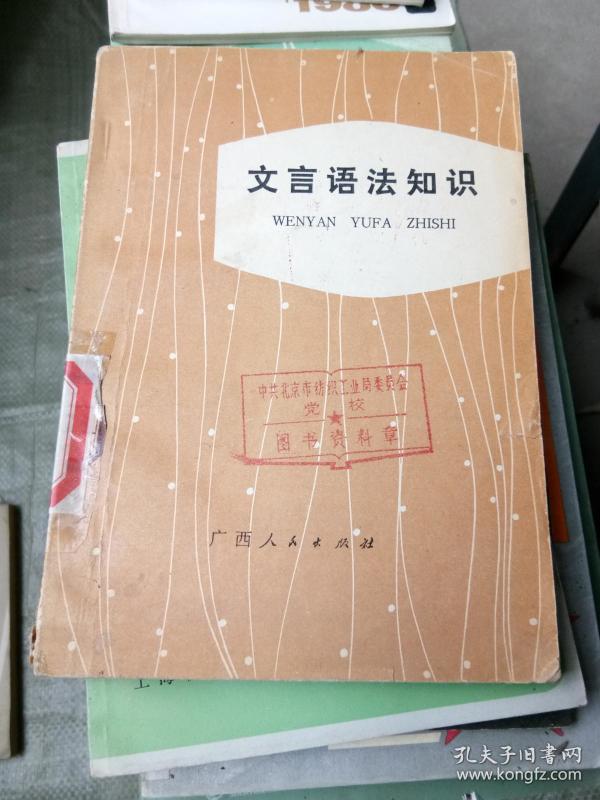 1980
文言语法知识
WENYAN YUFA ZHISHI
中共北京市纺织工业局委员会
党校
图书资料章
广西人民出版社
上海
孔夫子旧书网
www.kongfz.com